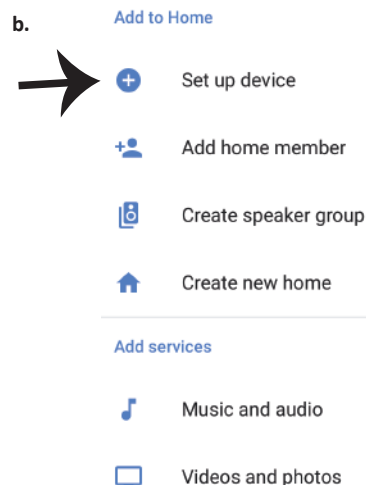 b.
Add to Home
Set up device
Add home member
Create speaker group
Create new home
Add services
Music and audio
Videos and photos